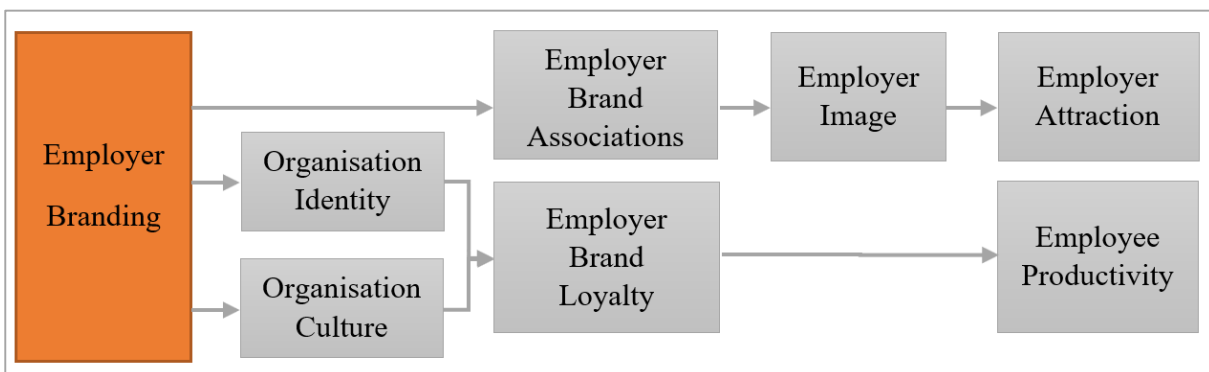 Employer
Branding
Organisation
Identity
Organisation
Culture
Employer
Brand
Associations
Employer
Brand
Loyalty
Employer
Image
Employer
Attraction
Employee
Productivity